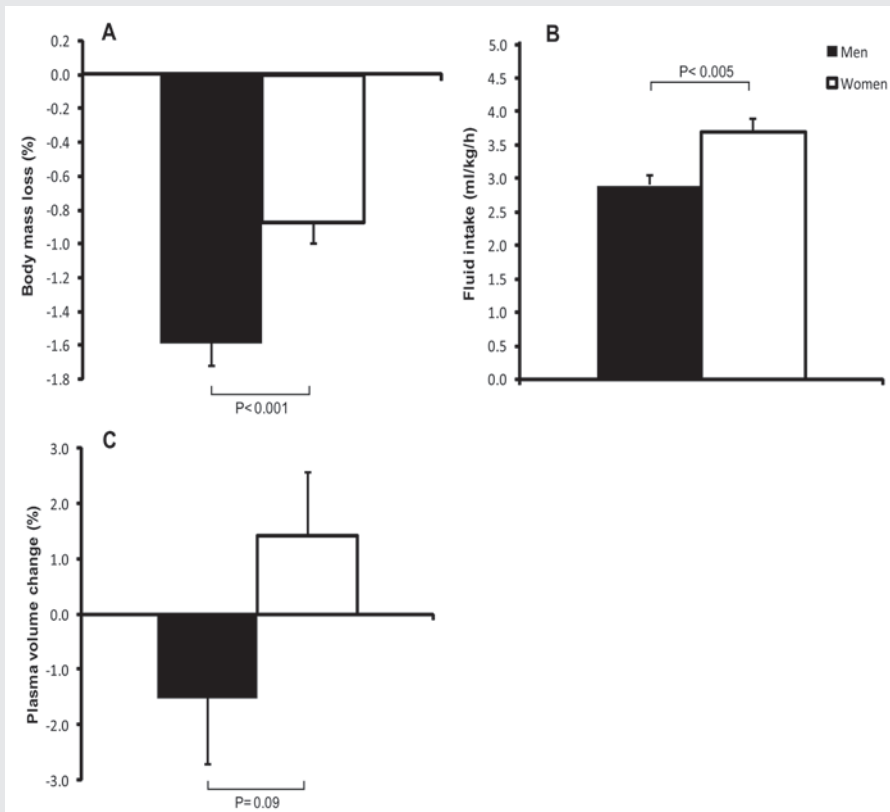 A
Body mass loss (%)
0.2
0.0
-0.2
-0.4
-0.6
-0.8
-1.0
-1.2
-1.4
-1.6
-1.8
P< 0.001
B
Fluid intake (ml/kg/h)
5.0
4.5
4.0
3.5
3.0
2.5
2.0
1.5
1.0
0.5
0.0
P< 0.005
Men
Women
C
Plasma volume change (%)
3.0
2.0
1.0
0.0
-1.0
-2.0
-3.0
P= 0.09